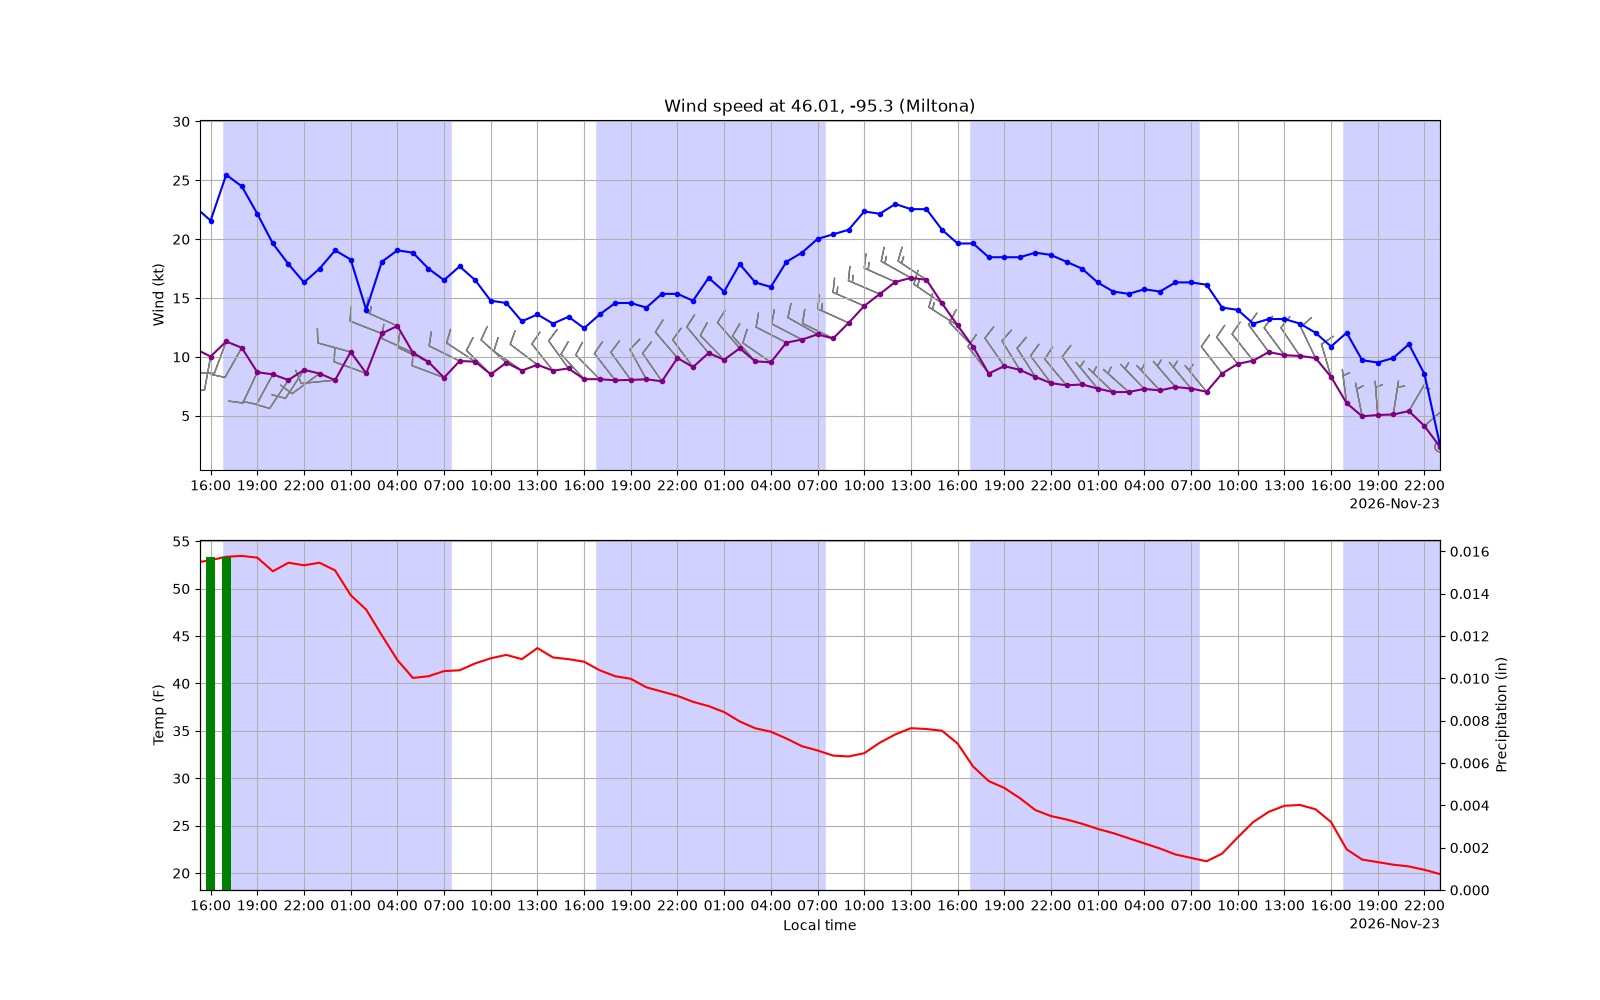 Wind speed at 46.01, -95.3 (Miltona)
30
25
20
15
10
5
Wind (kt)
16:00 19:00 22:00 01:00 04:00 07:00 10:00 13:00 16:00 19:00 22:00 01:00 04:00 07:00 10:00 13:00 16:00 19:00 22:00 01:00 04:00 07:00 10:00 13:00 16:00 19:00 22:00
2026-Nov-23
55
50
45
40
35
30
25
20
Temp (F)
0.016
0.014
0.012
0.010
0.008
0.006
0.004
0.002
0.000
Precipitation (in)
16:00 19:00 22:00 01:00 04:00 07:00 10:00 13:00 16:00 19:00 22:00 01:00 04:00 07:00 10:00 13:00 16:00 19:00 22:00 01:00 04:00 07:00 10:00 13:00 16:00 19:00 22:00
Local time
2026-Nov-23